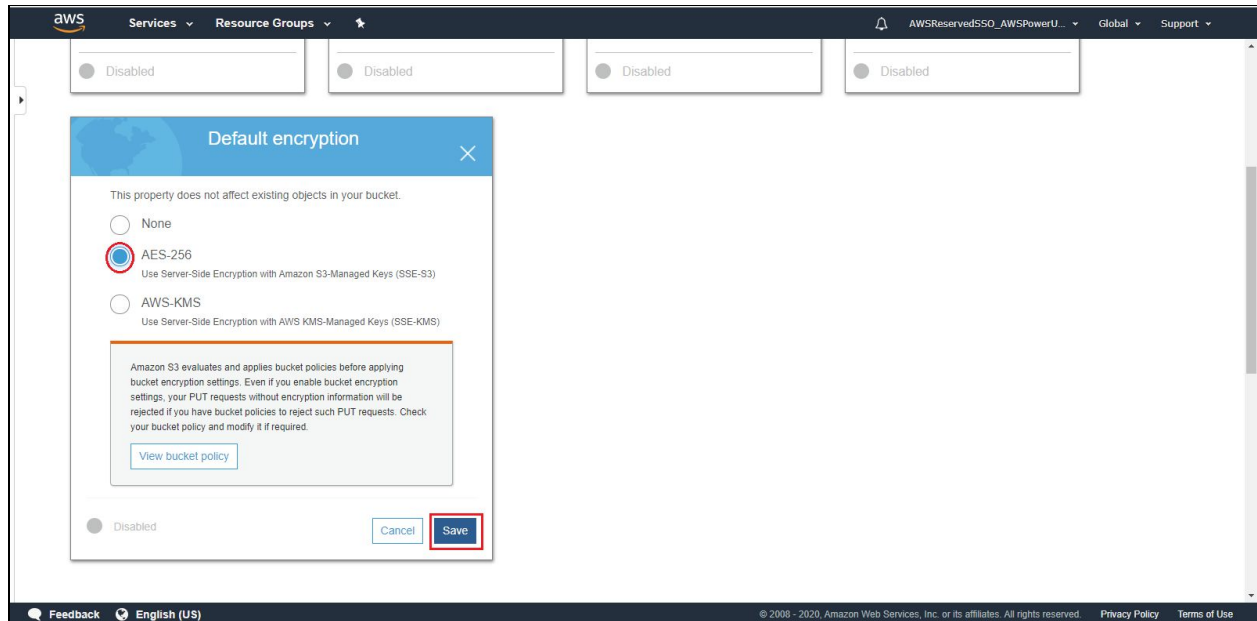 aws Services Resource Groups AWSReservedSSO_AWSPowerU... Global Support
Disabled Disabled Disabled Disabled
Default encryption
This property does not affect existing objects in your bucket.
None
AES-256
Use Server-Side Encryption with Amazon S3-Managed Keys (SSE-S3)
AWS-KMS
Use Server-Side Encryption with AWS KMS-Managed Keys (SSE-KMS)
Amazon S3 evaluates and applies bucket policies before applying
bucket encryption settings. Even if you enable bucket encryption
settings, your PUT requests without encryption information will be
rejected if you have bucket policies to reject such PUT requests. Check
your bucket policy and modify it if required.
View bucket policy
Disabled Cancel Save
Feedback English (US) © 2008 - 2020, Amazon Web Services, Inc. or its affiliates. All rights reserved. Privacy Policy Terms of Use